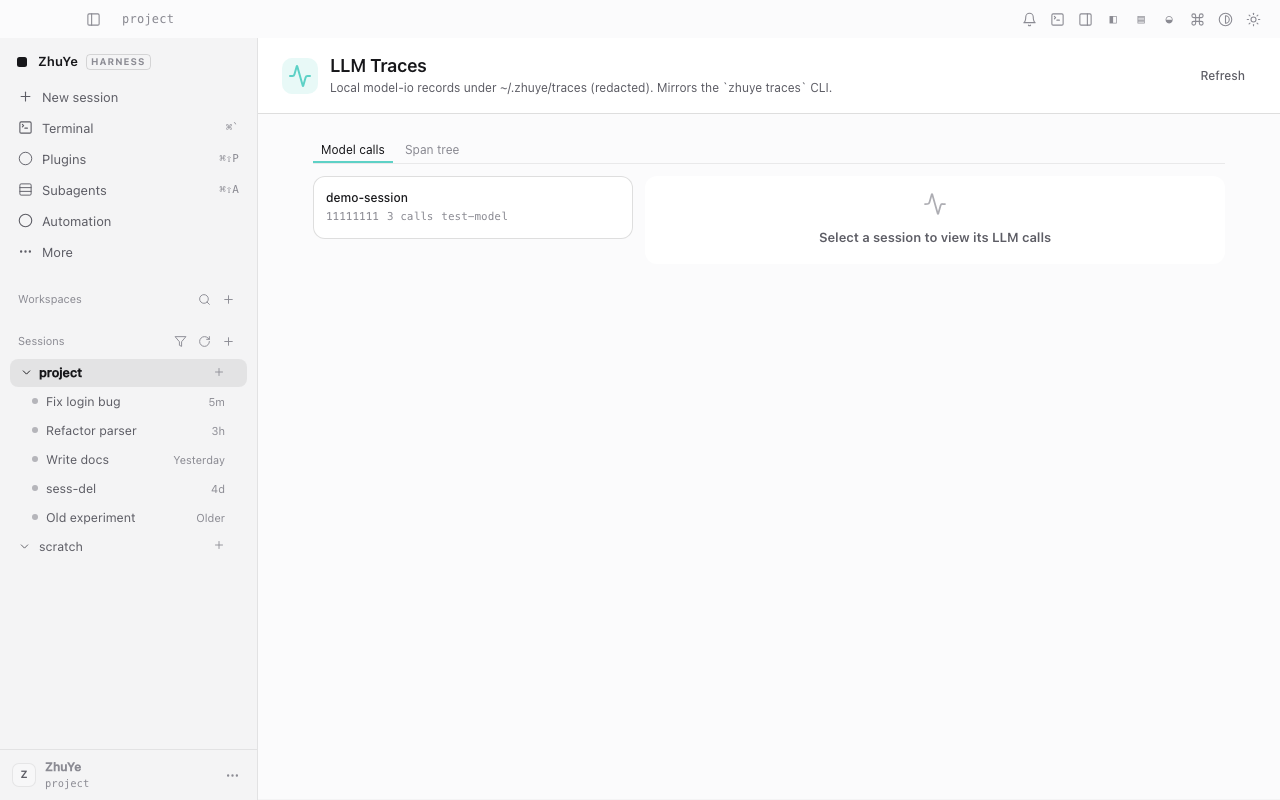 project
ZhuYe HARNESS
New session
Terminal ⌘`
Plugins ⌘⇧P
Subagents ⌘⇧A
Automation
More
Workspaces
Sessions
project
Fix login bug 5m
Refactor parser 3h
Write docs Yesterday
sess-del 4d
Old experiment Older
scratch
Z ZhuYe
project
LLM Traces
Local model-io records under ~/.zhuye/traces (redacted). Mirrors the `zhuye traces` CLI.
Refresh
Model calls Span tree
demo-session
11111111 3 calls test-model
Select a session to view its LLM calls